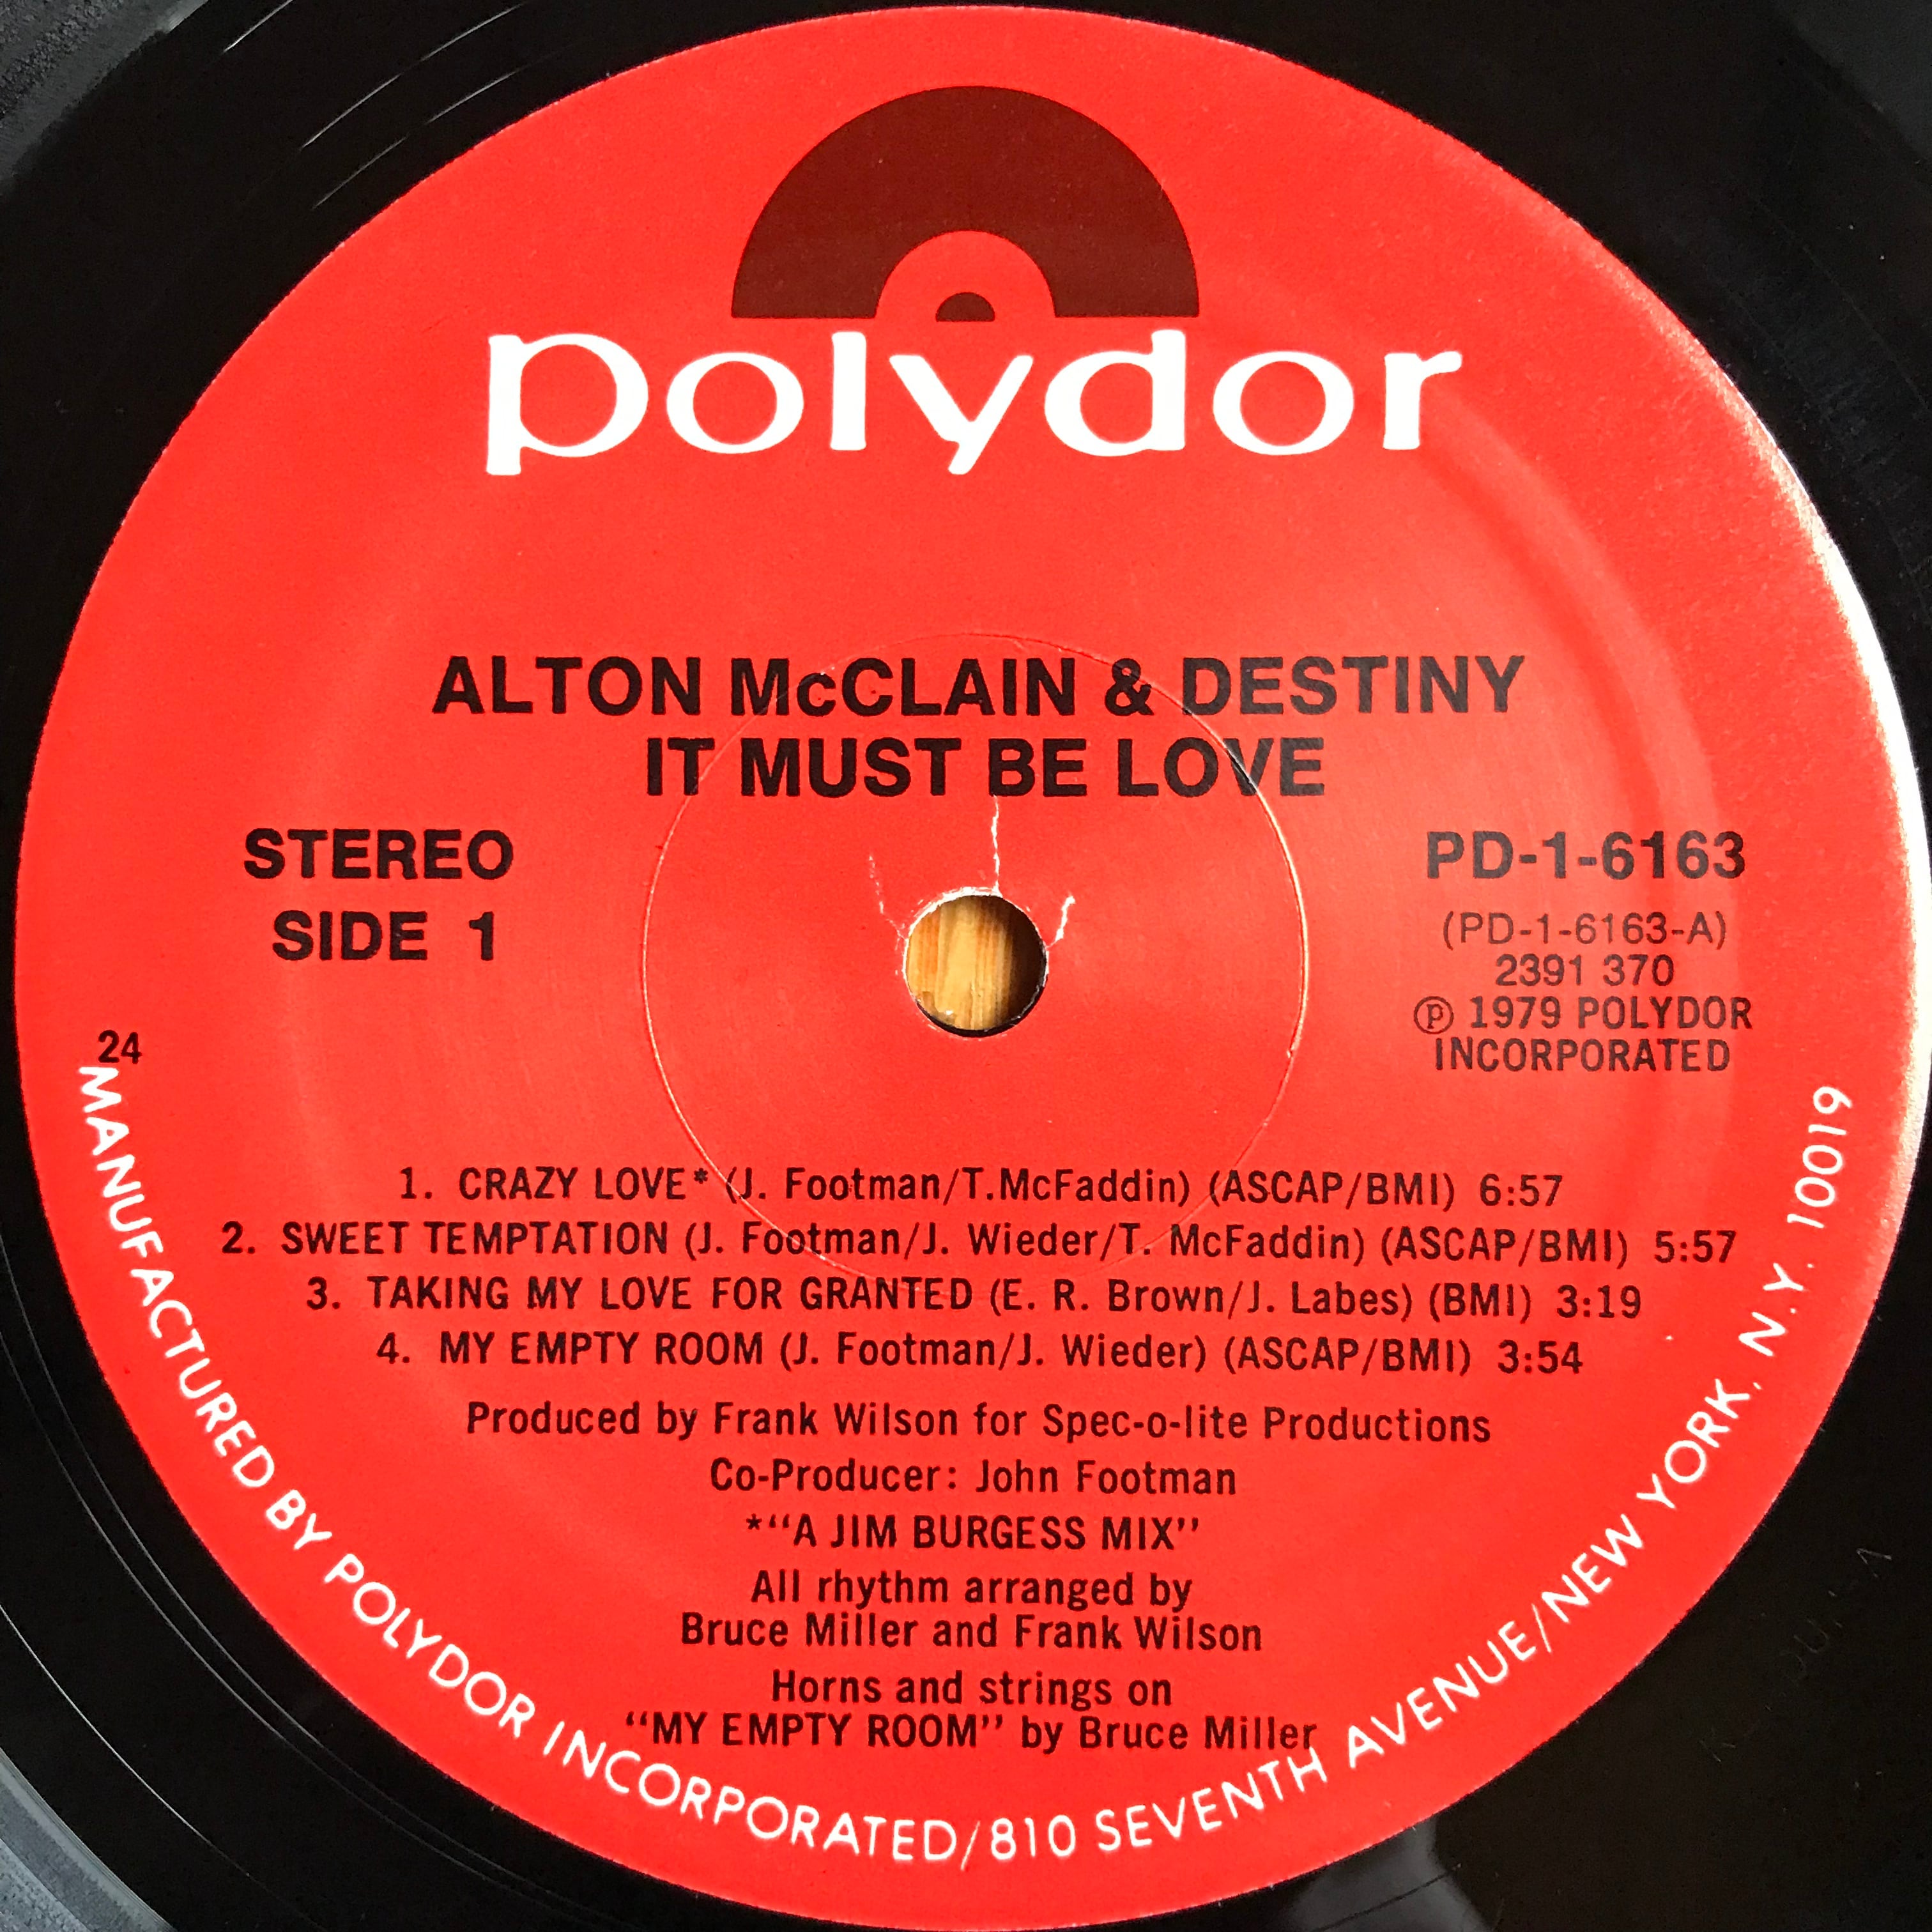 polydor
ALTON McCLAIN & DESTINY
IT MUST BE LOVE
STEREO
SIDE 1
PD-1-6163
(PD-1-6163-A)
2391 370
℗ 1979 POLYDOR
INCORPORATED
24
1. CRAZY LOVE* (J. Footman/T.McFaddin) (ASCAP/BMI) 6:57
2. SWEET TEMPTATION (J. Footman/J. Wieder/T. McFaddin) (ASCAP/BMI) 5:57
3. TAKING MY LOVE FOR GRANTED (E. R. Brown/J. Labes) (BMI) 3:19
4. MY EMPTY ROOM (J. Footman/J. Wieder) (ASCAP/BMI) 3:54
Produced by Frank Wilson for Spec-o-lite Productions
Co-Producer: John Footman
*"A JIM BURGESS MIX"
All rhythm arranged by
Bruce Miller and Frank Wilson
Horns and strings on
"MY EMPTY ROOM" by Bruce Miller
MANUFACTURED BY POLYDOR INCORPORATED/810 SEVENTH AVENUE/NEW YORK, N.Y. 10019